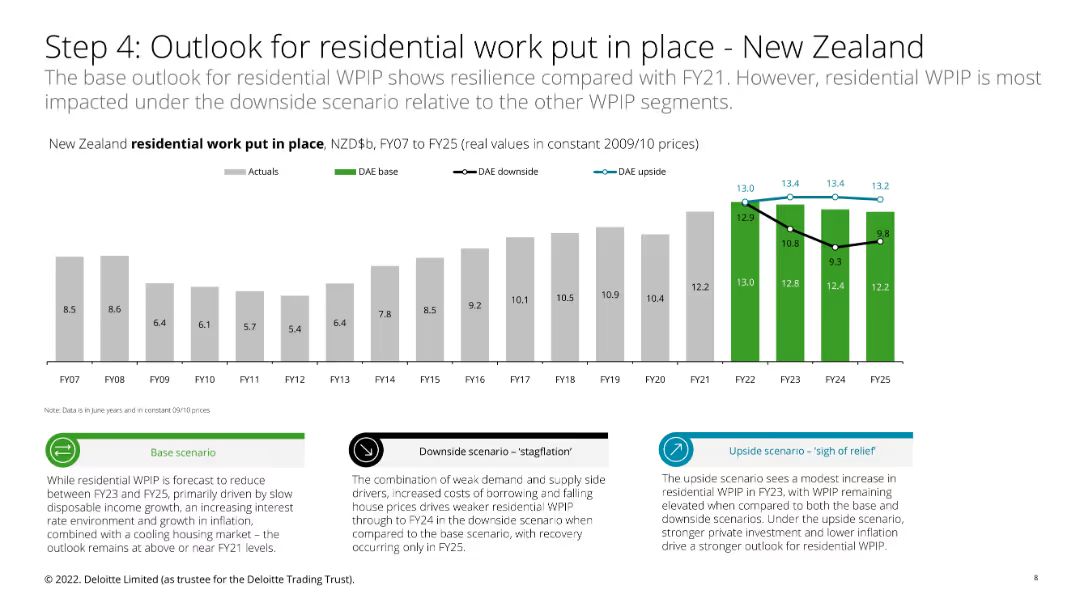 Step 4: Outlook for residential work put in place - New Zealand
The base outlook for residential WPIP shows resilience compared with FY21. However, residential WPIP is most
impacted under the downside scenario relative to the other WPIP segments.
New Zealand residential work put in place, NZD$b, FY07 to FY25 (real values in constant 2009/10 prices)
Actuals DAE base DAE downside DAE upside
13.0 13.4 13.4 13.2
12.9 10.8 9.3 9.8
8.5 8.6 6.4 6.1 5.7 5.4 6.4 7.8 8.5 9.2 10.1 10.5 10.9 10.4 12.2 13.0 12.8 12.4 12.2
FY07 FY08 FY09 FY10 FY11 FY12 FY13 FY14 FY15 FY16 FY17 FY18 FY19 FY20 FY21 FY22 FY23 FY24 FY25
Note: Data is in June years and in constant 09/10 prices
Base scenario
While residential WPIP is forecast to reduce
between FY23 and FY25, primarily driven by slow
disposable income growth, an increasing interest
rate environment and growth in inflation,
combined with a cooling housing market – the
outlook remains at above or near FY21 levels.
Downside scenario – ‘stagflation’
The combination of weak demand and supply side
drivers, increased costs of borrowing and falling
house prices drives weaker residential WPIP
through to FY24 in the downside scenario when
compared to the base scenario, with recovery
occurring only in FY25.
Upside scenario – ‘sigh of relief’
The upside scenario sees a modest increase in
residential WPIP in FY23, with WPIP remaining
elevated when compared to both the base and
downside scenarios. Under the upside scenario,
stronger private investment and lower inflation
drive a stronger outlook for residential WPIP.
© 2022. Deloitte Limited (as trustee for the Deloitte Trading Trust).
8